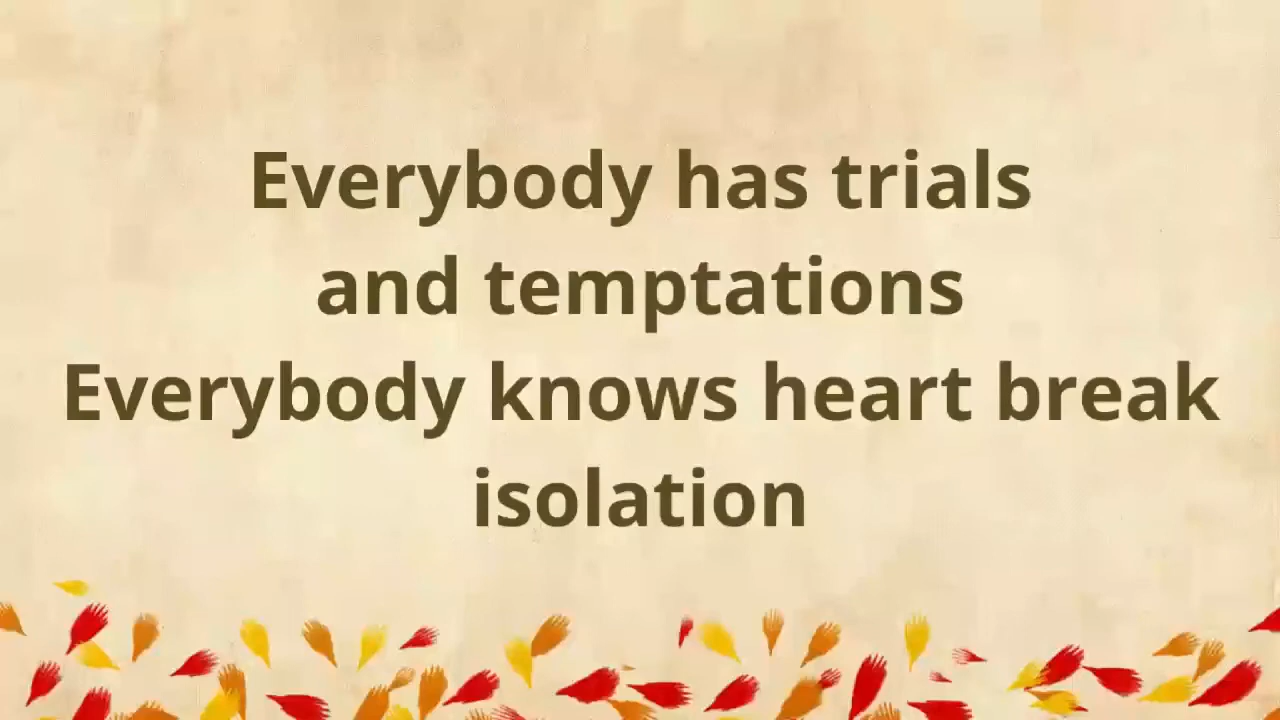 Everybody has trials
and temptations
Everybody knows heart break
isolation